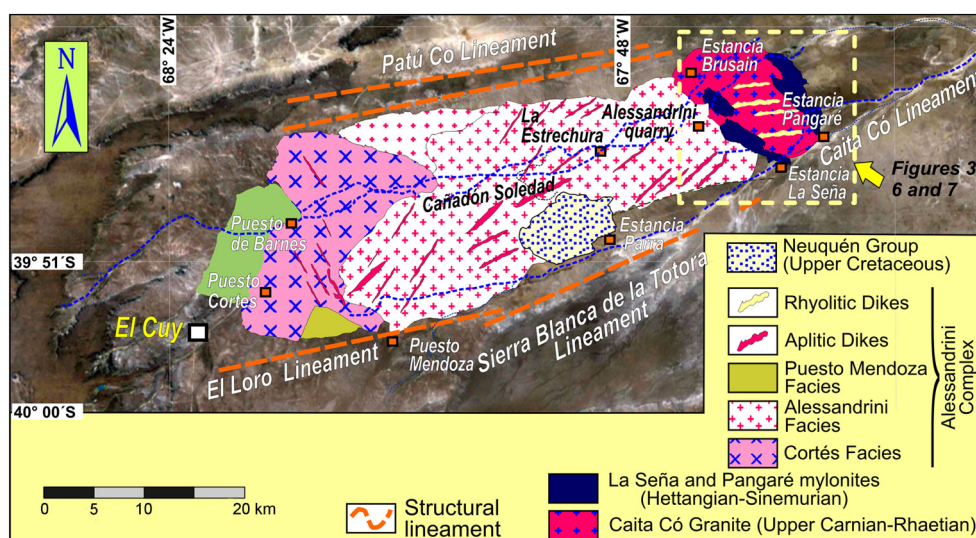 N
68° 24´W
67° 48´W
39° 51´S
40° 00´S
Patú Co Lineament
Estancia
Brusain
La
Estrechura
Alessandrini
quarry
Estancia
Pangaré
Caita Có Lineament
Estancia
La Seña
Figures 3
6 and 7
Cañadón Soledad
Puesto
de Barnes
Estancia
Parra
Puesto
Cortes
El Cuy
Puesto
Mendoza
El Loro Lineament
Sierra Blanca de la Totora
Lineament
Neuquén Group
(Upper Cretaceous)
Rhyolitic Dikes
Aplitic Dikes
Puesto Mendoza
Facies
Alessandrini
Facies
Cortés Facies
Alessandrini
Complex
La Seña and Pangaré mylonites
(Hettangian-Sinemurian)
Caita Có Granite (Upper Carnian-Rhaetian)
Structural
lineament
0 5 10 20 km